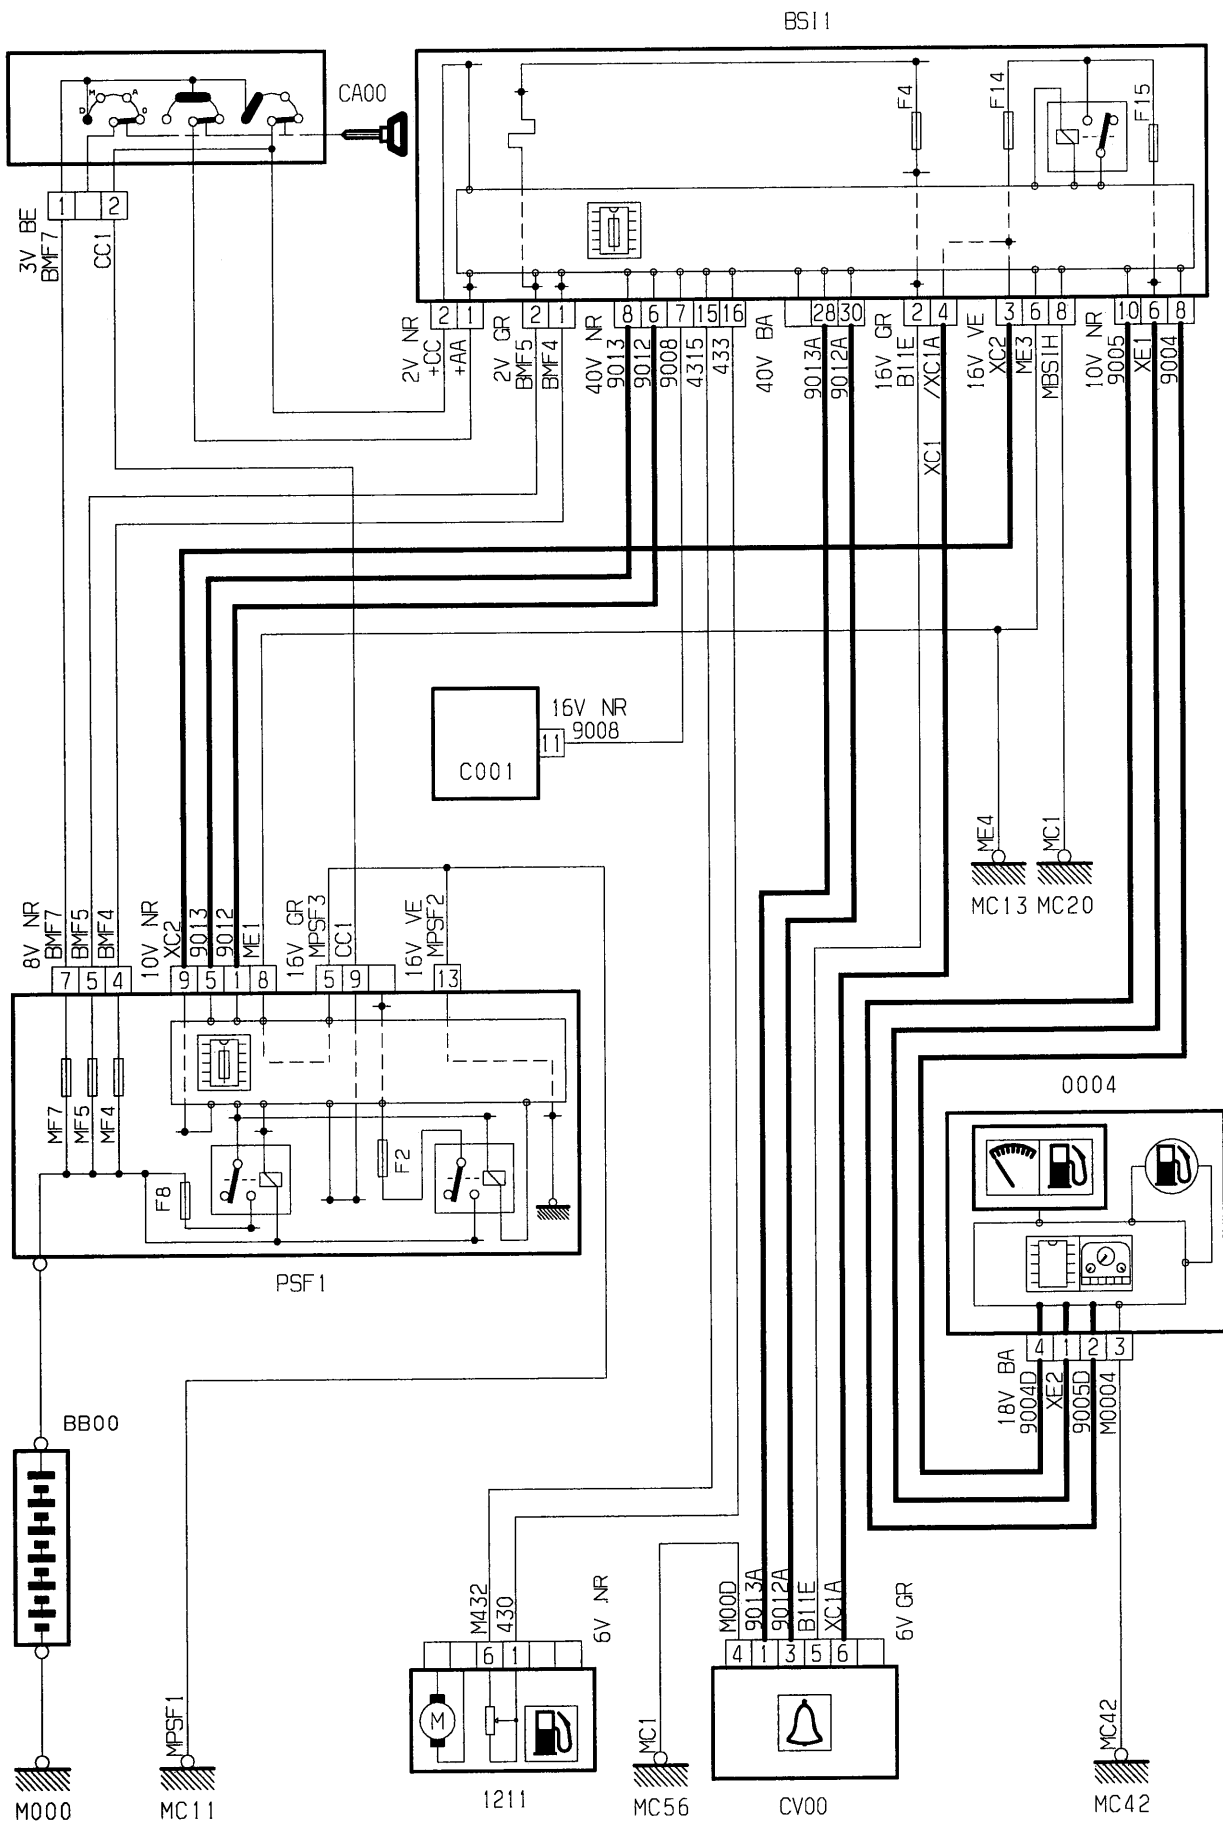 BSI1
CA00
M
A
D
O
F4
F14
F15
1
2
3V BE
BMF7
CC1
2
1
2
1
8
6
7
15
16
28
30
2
4
3
6
8
10
6
8
2V NR
+CC
+AA
2V GR
BMF5
BMF4
40V NR
9013
9012
9008
4315
433
40V BA
9013A
9012A
16V GR
B11E
/XC1A
XC1
16V VE
XC2
ME3
MBSIH
10V NR
9005
XE1
9004
16V NR
9008
11
C001
ME4
MC1
MC13
MC20
8V NR
BMF7
BMF5
BMF4
10V NR
XC2
9013
9012
ME1
16V GR
MPSF3
CC1
16V VE
MPSF2
7
5
4
9
5
1
8
5
9
13
MF7
MF5
MF4
F8
F2
PSF1
0004
4
1
2
3
18V BA
9004D
XE2
9005D
M0004
BB00
M432
430
6V NR
6
1
M
1211
M00D
9013A
9012A
B11E
XC1A
6V GR
4
1
3
5
6
CV00
MPSF1
MC1
MC42
M000
MC11
MC56
MC42